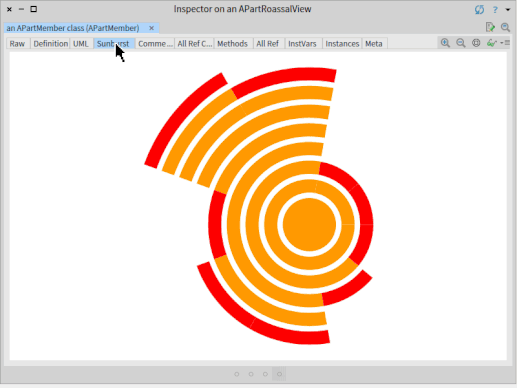 Inspector on an APartRoassalView
an APartMember class (APartMember)
Raw Definition UML Sunburst Comme... All Ref C... Methods All Ref InstVars Instances Meta